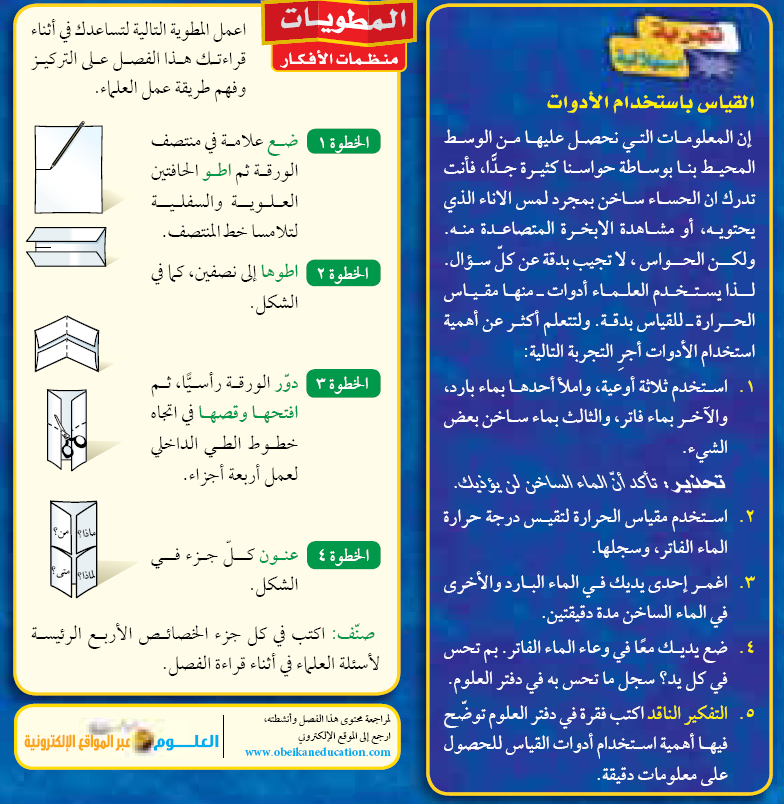 تجربة
استهلالية
القياس باستخدام الأدوات
إن المعلومات التي نحصل عليها من الوسط
المحيط بنا بوساطة حواسنا كثيرة جدًّا، فأنت
تدرك ان الحساء ساخن بمجرد لمس الاناء الذي
يحتويه، أو مشاهدة الابخرة المتصاعدة منه.
ولكن الحواس، لا تجيب بدقة عن كلّ سؤال.
لذا يستخدم العلماء أدوات - منها مقياس
الحرارة - للقياس بدقة. ولتتعلم أكثر عن أهمية
استخدام الأدوات أجرِ التجربة التالية:
١. استخدم ثلاثة أوعية، واملأ أحدها بماء بارد،
والآخر بماء فاتر، والثالث بماء ساخن بعض
الشيء.
تحذير: تأكد أنّ الماء الساخن لن يؤذيك.
٢. استخدم مقياس الحرارة لتقيس درجة حرارة
الماء الفاتر، وسجلها.
٣. اغمر إحدى يديك في الماء البارد والأخرى
في الماء الساخن مدة دقيقتين.
٤. ضع يديك معًا في وعاء الماء الفاتر. بم تحس
في كل يد؟ سجل ما تحس به في دفتر العلوم.
٥. التفكير الناقد اكتب فقرة في دفتر العلوم توضّح
فيها أهمية استخدام أدوات القياس للحصول
على معلومات دقيقة.
المطويات
منظمات الأفكار
اعمل المطوية التالية لتساعدك في أثناء
قراءتك هذا الفصل على التركيز
وفهم طريقة عمل العلماء.
الخطوة ١ ضع علامة في منتصف
الورقة ثم اطو الحافتين
العلوية والسفلية
لتلامسا خط المنتصف.
الخطوة ٢ اطوها إلى نصفين، كما في
الشكل.
الخطوة ٣ دوّر الورقة رأسيًّا، ثم
افتحها وقصها في اتجاه
خطوط الطي الداخلي
لعمل أربعة أجزاء.
الخطوة ٤ عنون كلّ جزء في
الشكل.
ماذا؟ من؟
لماذا؟ متى؟
صنّف: اكتب في كل جزء الخصائص الأربع الرئيسة
لأسئلة العلماء في أثناء قراءة الفصل.
لمراجعة محتوى هذا الفصل وأنشطته،
ارجع إلى الموقع الإلكتروني
www.obeikaneducation.com
العلوم عبر المواقع الإلكترونية